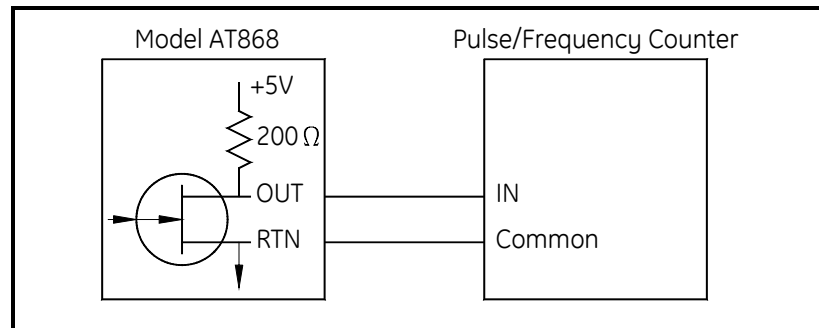 Model AT868
Pulse/Frequency Counter
+5V
200 Ω
OUT
IN
RTN
Common